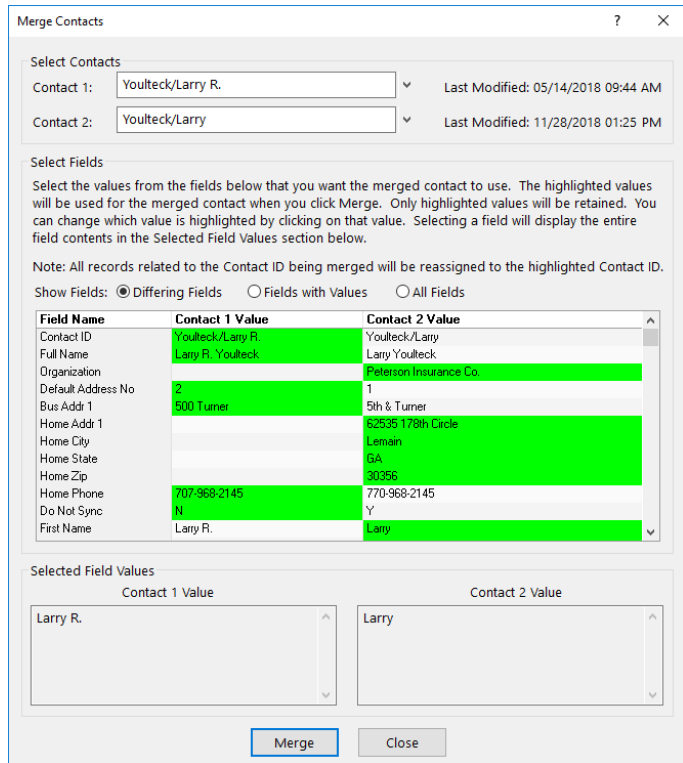 Merge Contacts ? ×
Select Contacts
Contact 1: Youlteck/Larry R. Last Modified: 05/14/2018 09:44 AM
Contact 2: Youlteck/Larry Last Modified: 11/28/2018 01:25 PM
Select Fields
Select the values from the fields below that you want the merged contact to use. The highlighted values
will be used for the merged contact when you click Merge. Only highlighted values will be retained. You
can change which value is highlighted by clicking on that value. Selecting a field will display the entire
field contents in the Selected Field Values section below.
Note: All records related to the Contact ID being merged will be reassigned to the highlighted Contact ID.
Show Fields: Differing Fields Fields with Values All Fields
Field Name Contact 1 Value Contact 2 Value
Contact ID Youlteck/Larry R. Youlteck/Larry
Full Name Larry R. Youlteck Larry Youlteck
Organization Peterson Insurance Co.
Default Address No 2 1
Bus Addr 1 500 Turner 5th & Turner
Home Addr 1 62535 178th Circle
Home City Lemain
Home State GA
Home Zip 30356
Home Phone 707-968-2145 770-968-2145
Do Not Sync N Y
First Name Larry R. Larry
Selected Field Values
Contact 1 Value Contact 2 Value
Larry R. Larry
Merge Close